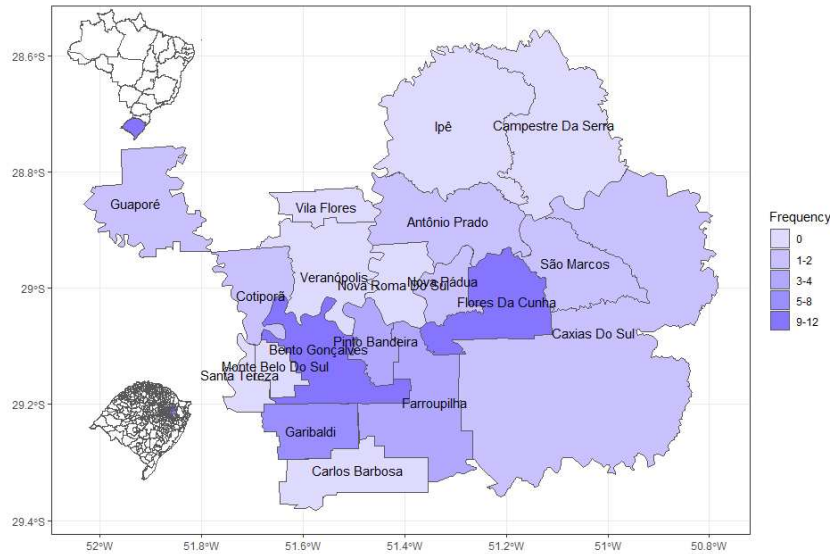 28.6°S
28.8°S
29°S
29.2°S
29.4°S
Ipê
Campestre Da Serra
Guaporé
Vila Flores
Antônio Prado
São Marcos
Veranópolis
Nova Pádua
Nova Roma Do Sul
Cotiporã
Flores Da Cunha
Caxias Do Sul
Pinto Bandeira
Bento Gonçalves
Monte Belo Do Sul
Santa Tereza
Farroupilha
Garibaldi
Carlos Barbosa
52°W
51.8°W
51.6°W
51.4°W
51.2°W
51°W
50.8°W
Frequency
0
1-2
3-4
5-8
9-12